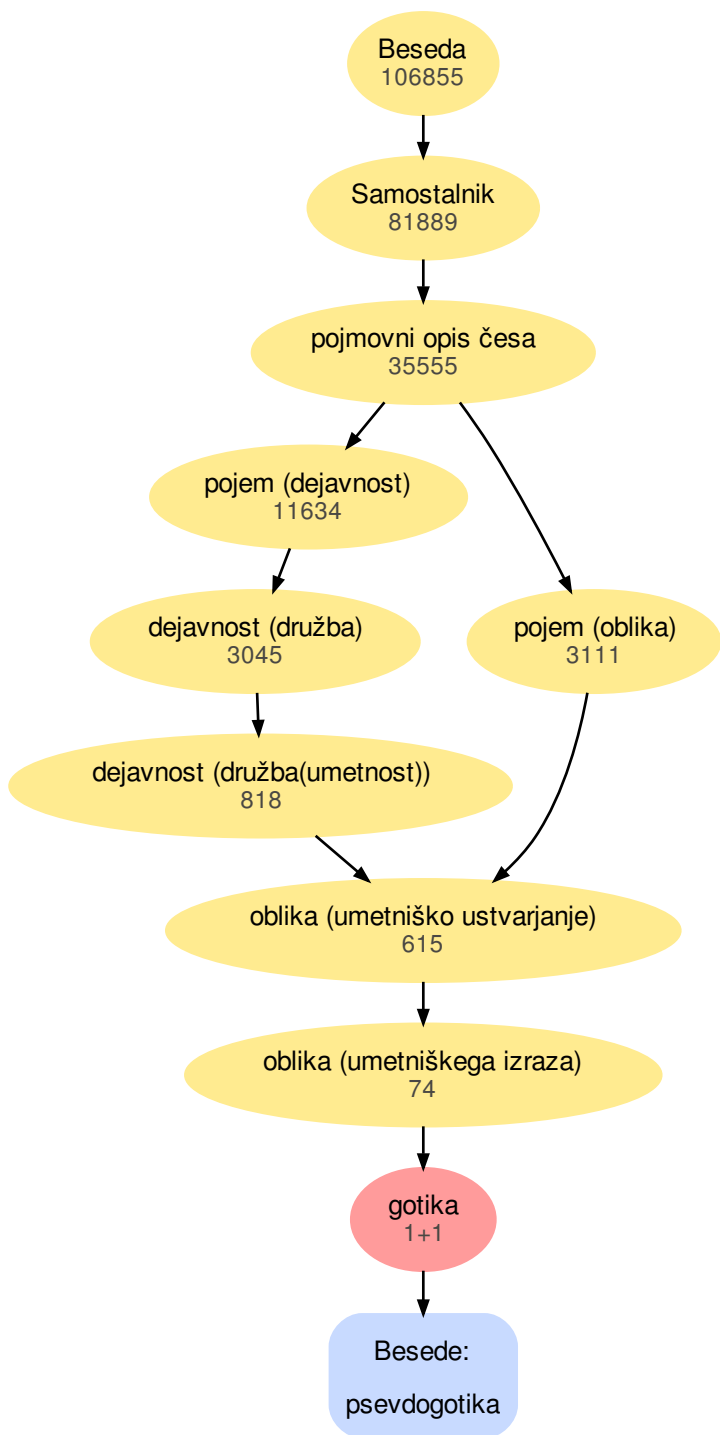 Beseda
106855
Samostalnik
81889
pojmovni opis česa
35555
pojem (dejavnost)
11634
dejavnost (družba)
3045
pojem (oblika)
3111
dejavnost (družba(umetnost))
818
oblika (umetniško ustvarjanje)
615
oblika (umetniškega izraza)
74
gotika
1+1
Besede:
psevdogotika